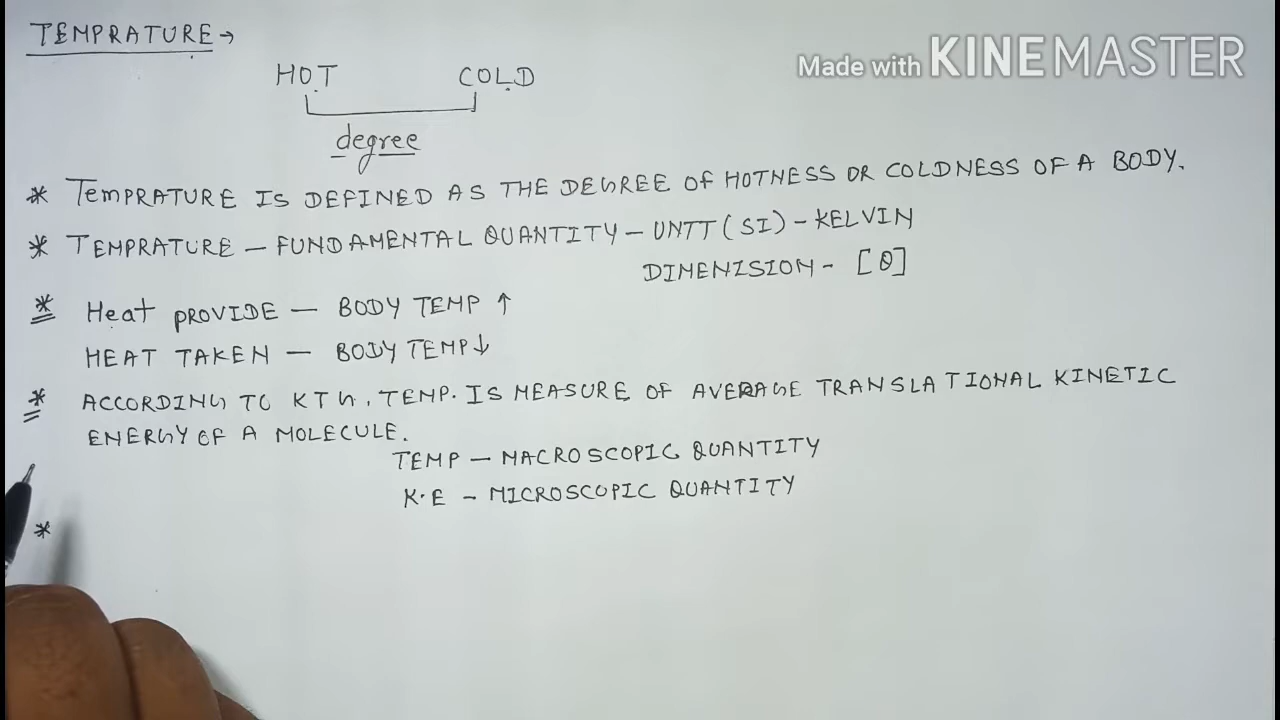 TEMPRATURE →
Made with KINEMASTER
HOT COLD
degree
* TEMPRATURE IS DEFINED AS THE DEGREE OF HOTNESS OR COLDNESS OF A BODY.
* TEMPRATURE – FUNDAMENTAL QUANTITY – UNIT (SI) – KELVIN
DIMENISION – [θ]
* Heat PROVIDE – BODY TEMP ↑
HEAT TAKEN – BODY TEMP ↓
* ACCORDING TO KTG, TEMP. IS MEASURE OF AVERAGE TRANSLATIONAL KINETIC
ENERGY OF A MOLECULE.
TEMP – MACROSCOPIC QUANTITY
K.E – MICROSCOPIC QUANTITY
*